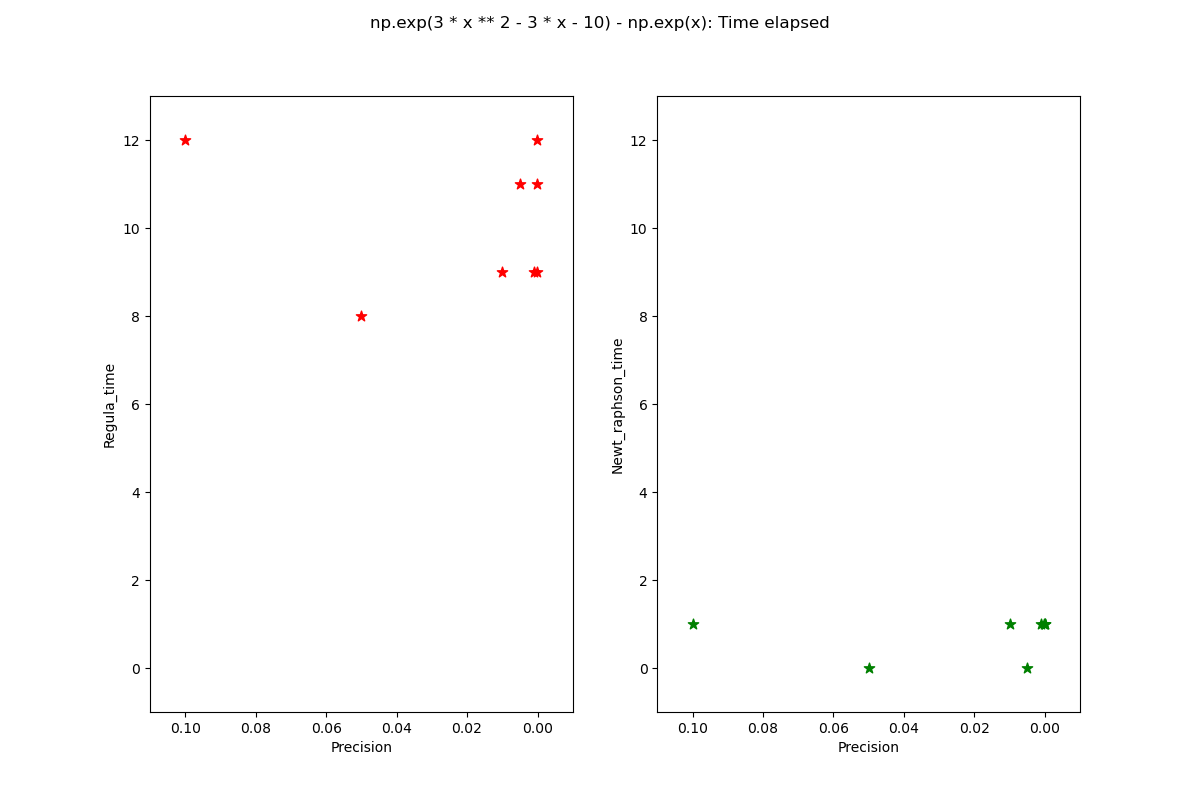 np.exp(3 * x ** 2 - 3 * x - 10) - np.exp(x): Time elapsed
Regula_time
12
10
8
6
4
2
0
0.10 0.08 0.06 0.04 0.02 0.00
Precision
Newt_raphson_time
12
10
8
6
4
2
0
0.10 0.08 0.06 0.04 0.02 0.00
Precision